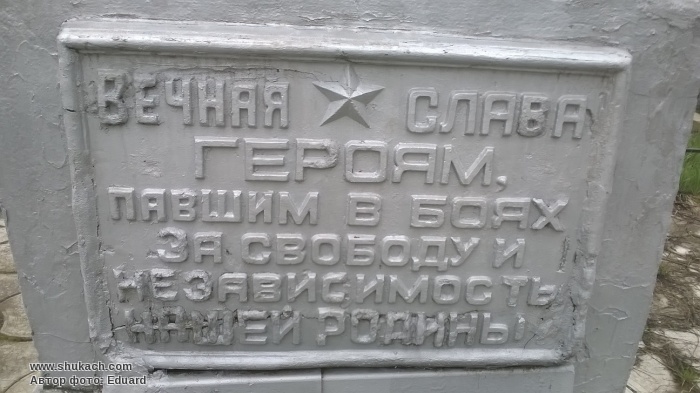 ВЕЧНАЯ СЛАВА
ГЕРОЯМ,
ПАВШИМ В БОЯХ
ЗА СВОБОДУ И
НЕЗАВИСИМОСТЬ
НАШЕЙ РОДИНЫ
www.shukach.com
Автор фото: Eduard